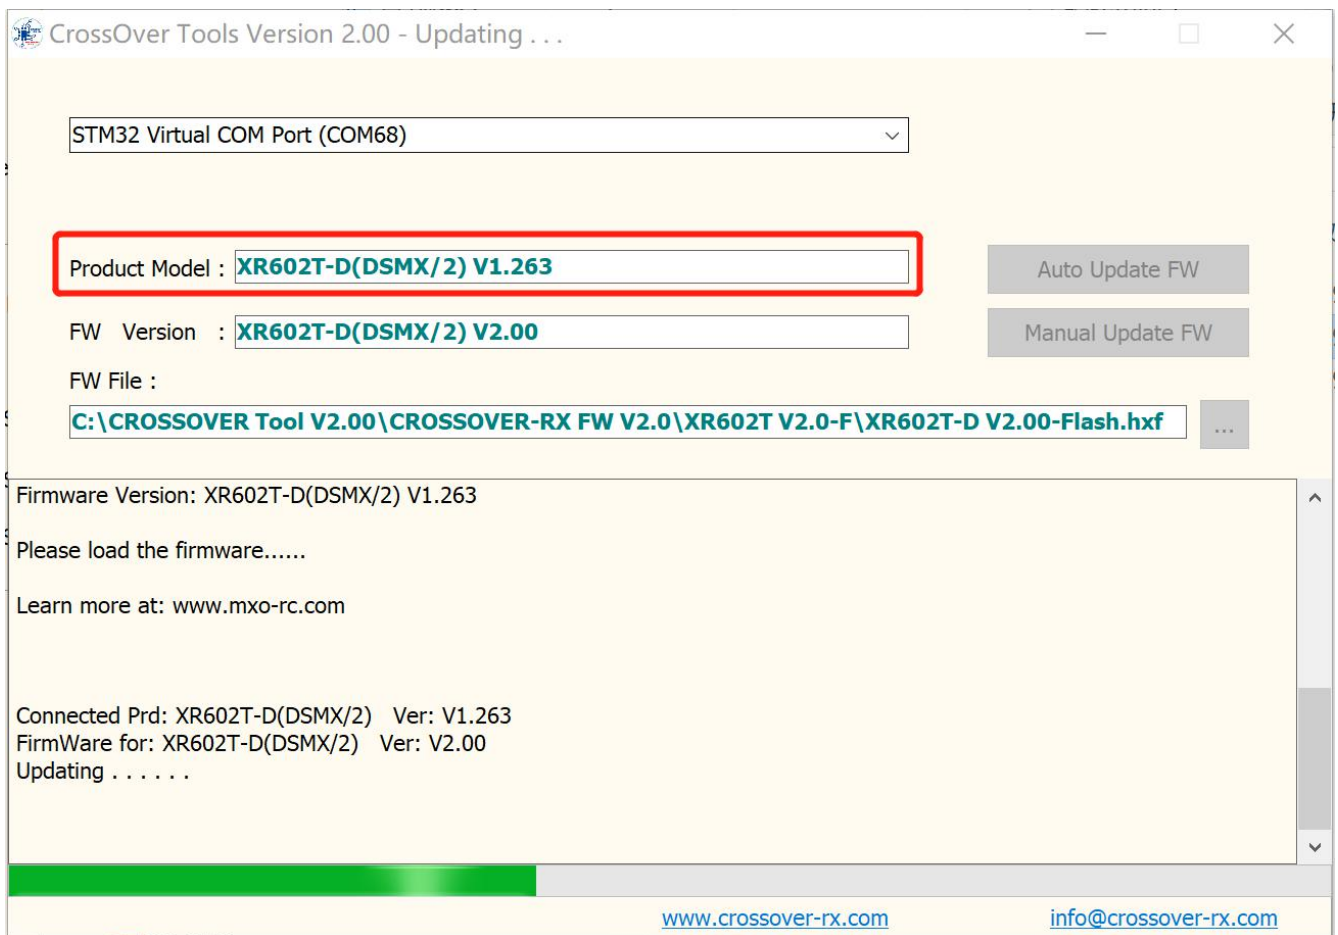 CrossOver Tools Version 2.00 - Updating . . .
STM32 Virtual COM Port (COM68)
Product Model : XR602T-D(DSMX/2) V1.263
Auto Update FW
FW Version : XR602T-D(DSMX/2) V2.00
Manual Update FW
FW File :
C:\CROSSOVER Tool V2.00\CROSSOVER-RX FW V2.0\XR602T V2.0-F\XR602T-D V2.00-Flash.hxf
...
Firmware Version: XR602T-D(DSMX/2) V1.263
Please load the firmware......
Learn more at: www.mxo-rc.com
Connected Prd: XR602T-D(DSMX/2) Ver: V1.263
FirmWare for: XR602T-D(DSMX/2) Ver: V2.00
Updating . . . . . .
www.crossover-rx.com
info@crossover-rx.com